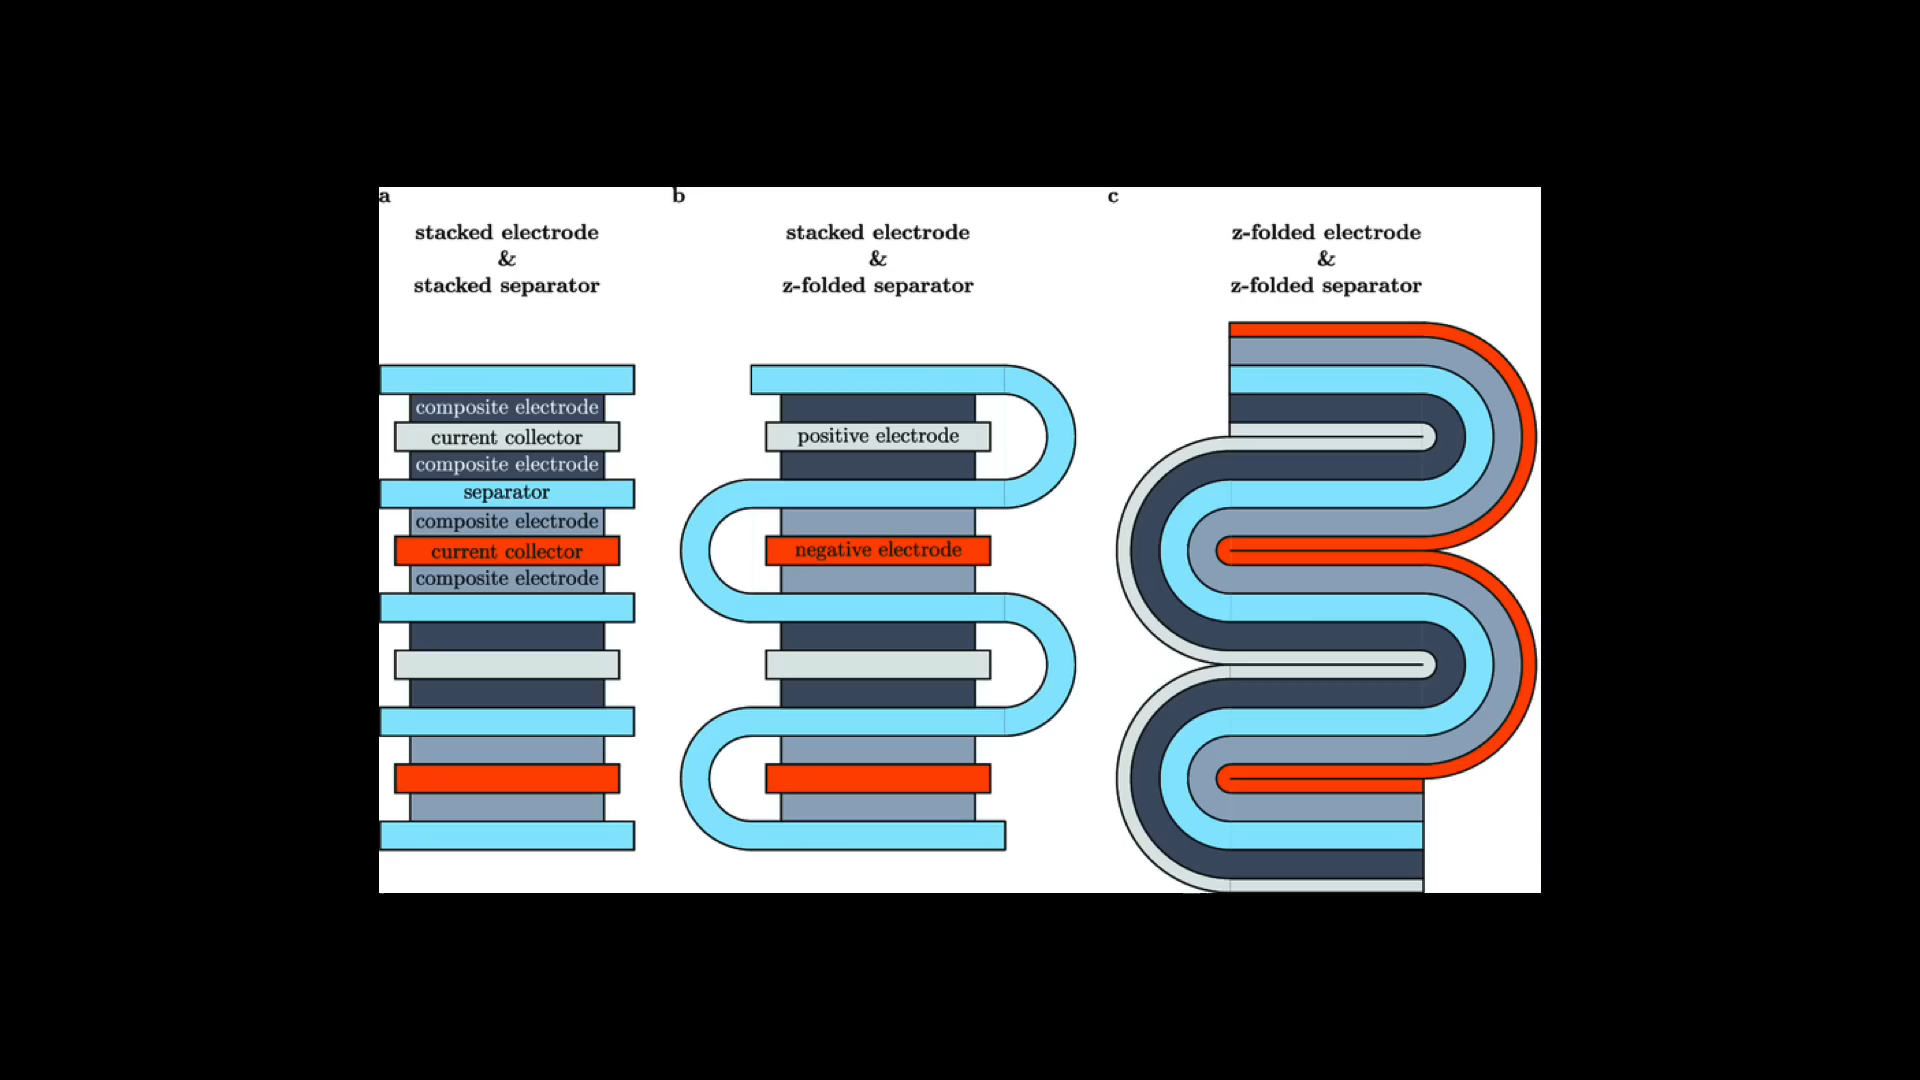 a
stacked electrode
&
stacked separator
composite electrode
current collector
composite electrode
separator
composite electrode
current collector
composite electrode
b
stacked electrode
&
z-folded separator
positive electrode
negative electrode
c
z-folded electrode
&
z-folded separator